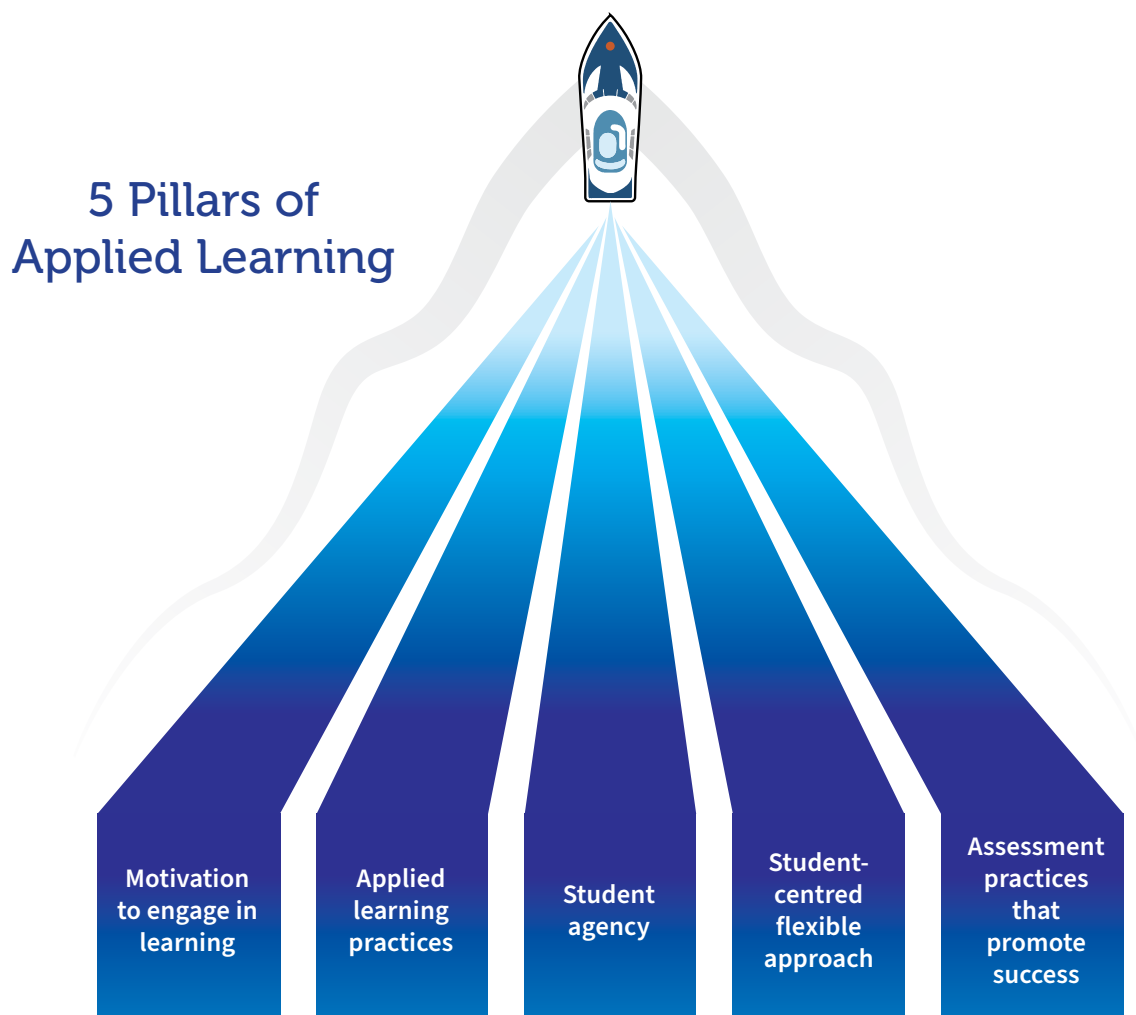 5 Pillars of
Applied Learning
Motivation
to engage in
learning
Applied
learning
practices
Student
agency
Student-
centred
flexible
approach
Assessment
practices
that
promote
success